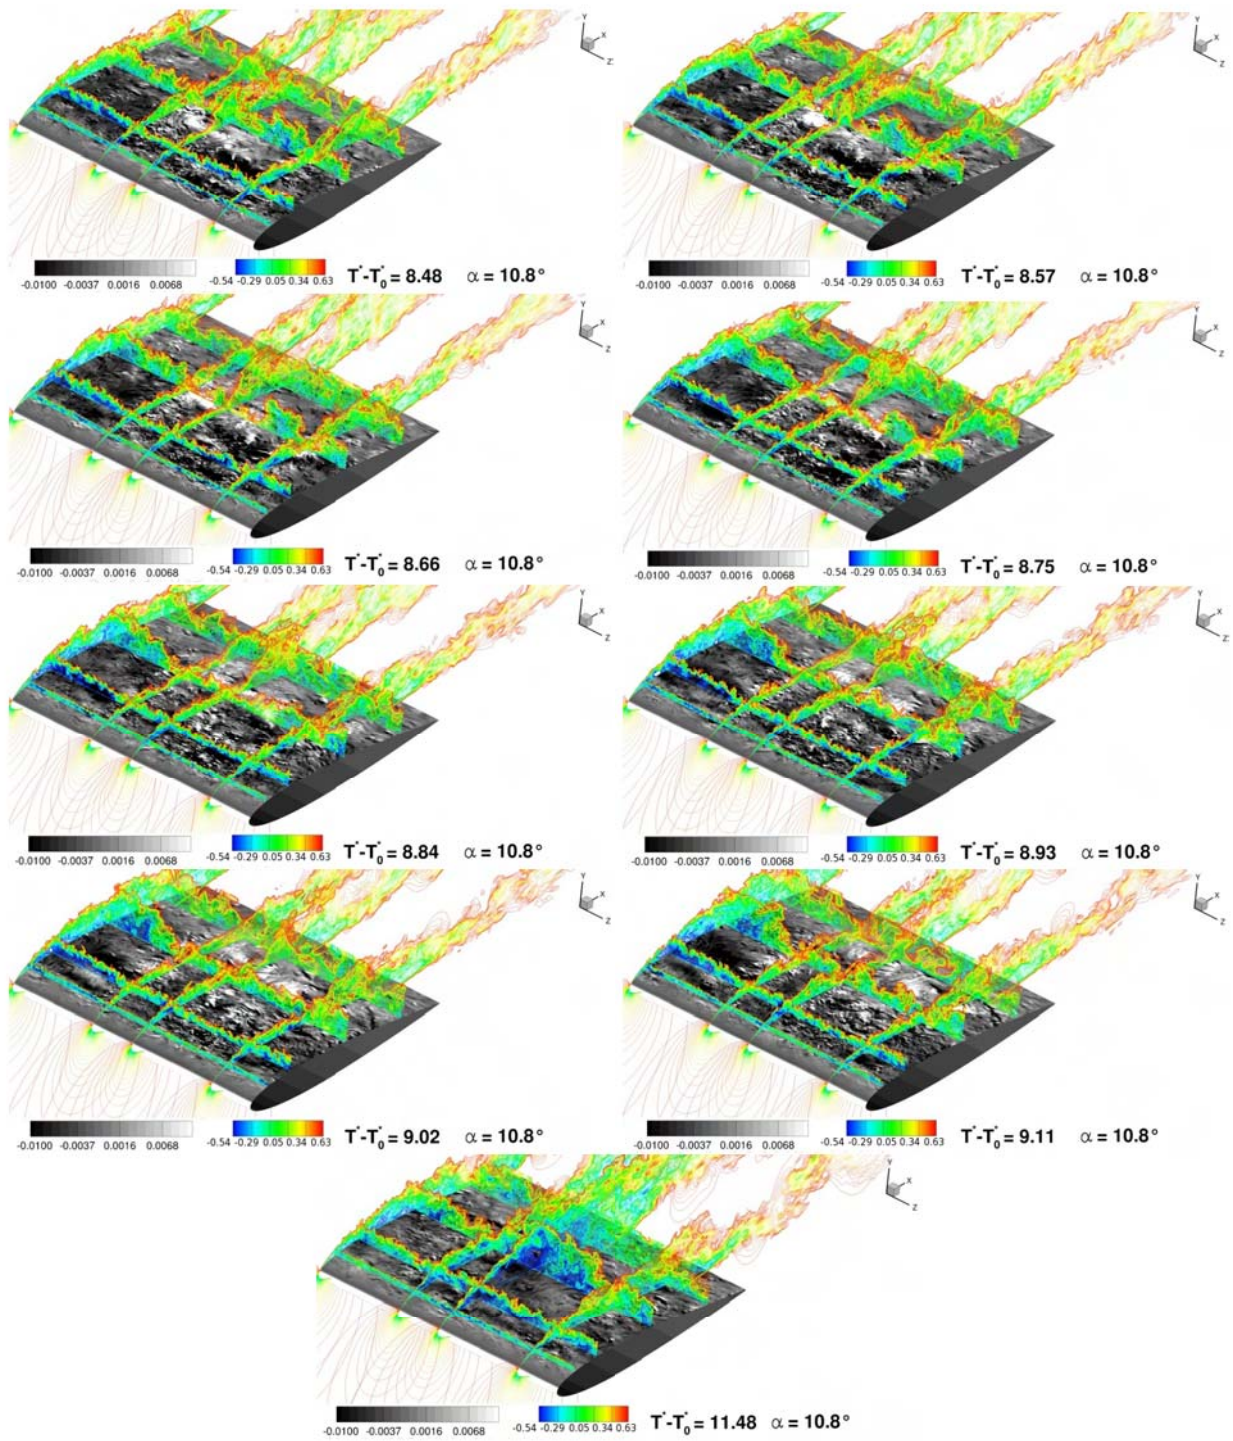 Y
X
Z
Y
X
Z
-0.0100 -0.0037 0.0016 0.0068 -0.54 -0.29 0.05 0.34 0.63 T*-T0* = 8.48 α = 10.8°
-0.0100 -0.0037 0.0016 0.0068 -0.54 -0.29 0.05 0.34 0.63 T*-T0* = 8.57 α = 10.8°
Y
X
Z
Y
X
Z
-0.0100 -0.0037 0.0016 0.0068 -0.54 -0.29 0.05 0.34 0.63 T*-T0* = 8.66 α = 10.8°
-0.0100 -0.0037 0.0016 0.0068 -0.54 -0.29 0.05 0.34 0.63 T*-T0* = 8.75 α = 10.8°
Y
X
Z
Y
X
Z
-0.0100 -0.0037 0.0016 0.0068 -0.54 -0.29 0.05 0.34 0.63 T*-T0* = 8.84 α = 10.8°
-0.0100 -0.0037 0.0016 0.0068 -0.54 -0.29 0.05 0.34 0.63 T*-T0* = 8.93 α = 10.8°
Y
X
Z
Y
X
Z
-0.0100 -0.0037 0.0016 0.0068 -0.54 -0.29 0.05 0.34 0.63 T*-T0* = 9.02 α = 10.8°
-0.0100 -0.0037 0.0016 0.0068 -0.54 -0.29 0.05 0.34 0.63 T*-T0* = 9.11 α = 10.8°
Y
X
Z
-0.0100 -0.0037 0.0016 0.0068 -0.54 -0.29 0.05 0.34 0.63 T*-T0* = 11.48 α = 10.8°